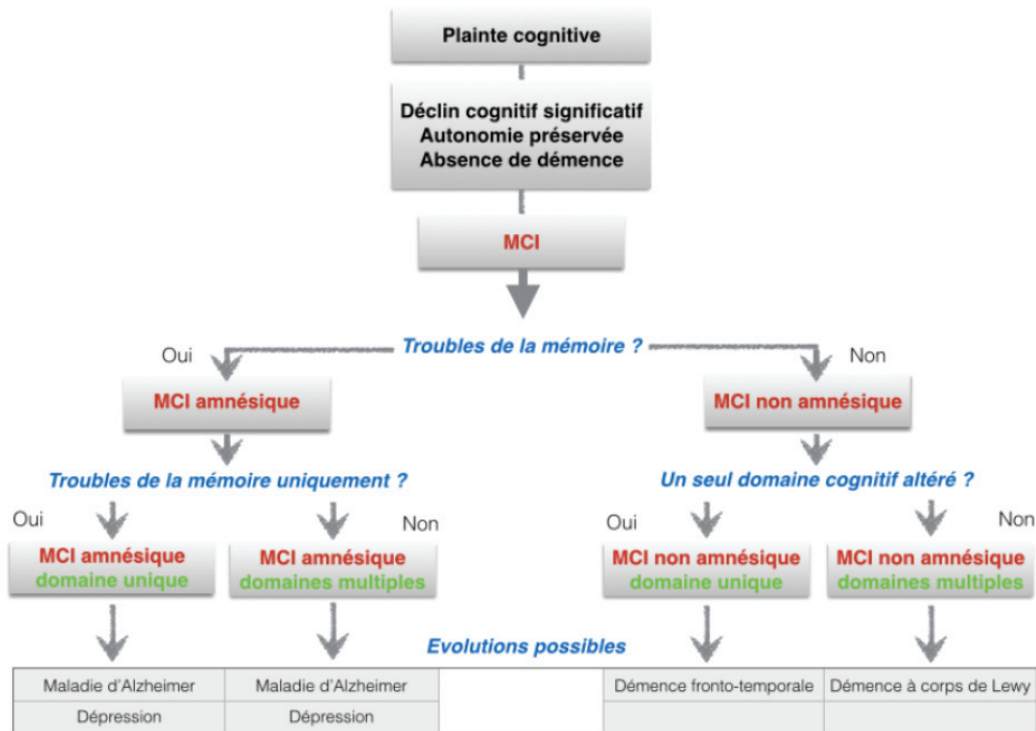 Plainte cognitive
Déclin cognitif significatif
Autonomie préservée
Absence de démence
MCI
Troubles de la mémoire ?
Oui
Non
MCI amnésique
MCI non amnésique
Troubles de la mémoire uniquement ?
Un seul domaine cognitif altéré ?
Oui
Non
Oui
Non
MCI amnésique
domaine unique
MCI amnésique
domaines multiples
MCI non amnésique
domaine unique
MCI non amnésique
domaines multiples
Evolutions possibles
Maladie d'Alzheimer
Maladie d'Alzheimer
Démence fronto-temporale
Démence à corps de Lewy
Dépression
Dépression